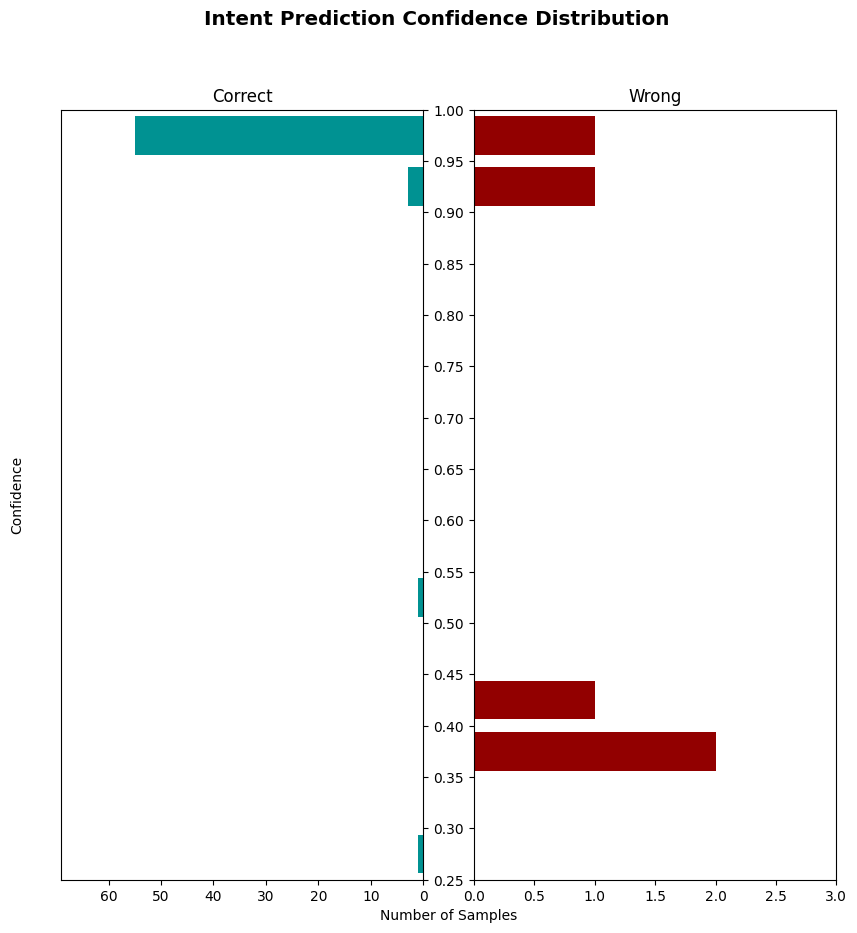 Intent Prediction Confidence Distribution
Correct
Wrong
1.00
0.95
0.90
0.85
0.80
0.75
0.70
0.65
0.60
0.55
0.50
0.45
0.40
0.35
0.30
0.25
Confidence
60 50 40 30 20 10 0
0.0 0.5 1.0 1.5 2.0 2.5 3.0
Number of Samples